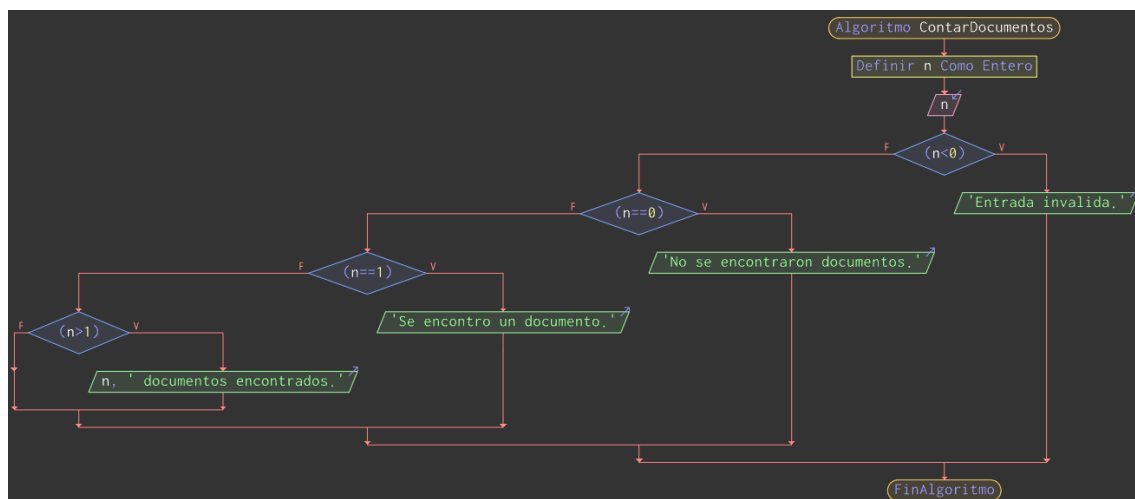 Algoritmo ContarDocumentos
Definir n Como Entero
n
(n<0)
F
V
'Entrada invalida.'
(n==0)
F
V
'No se encontraron documentos.'
(n==1)
F
V
'Se encontro un documento.'
(n>1)
F
V
n, ' documentos encontrados.'
FinAlgoritmo